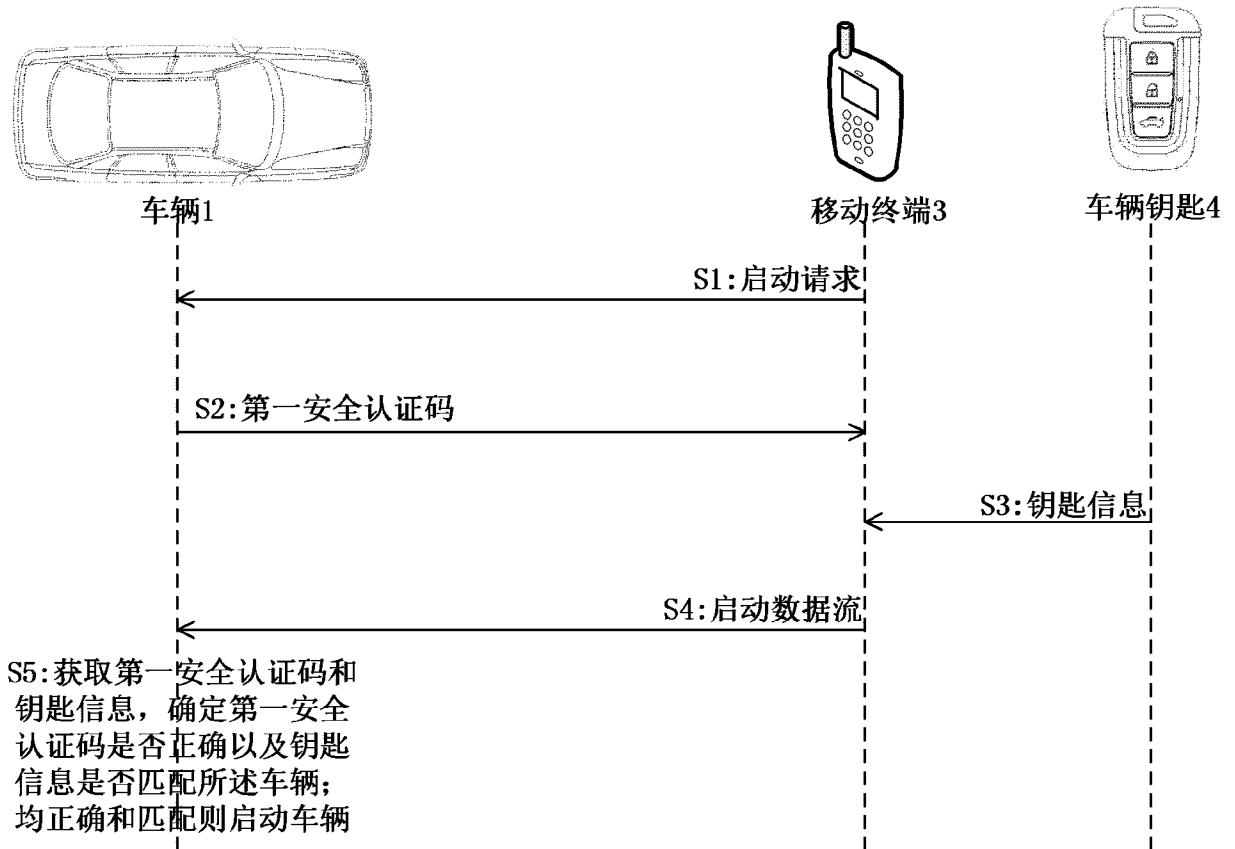 车辆1
移动终端3
车辆钥匙4
S1:启动请求
S2:第一安全认证码
S3:钥匙信息
S4:启动数据流
S5:获取第一安全认证码和
钥匙信息，确定第一安全
认证码是否正确以及钥匙
信息是否匹配所述车辆；
均正确和匹配则启动车辆